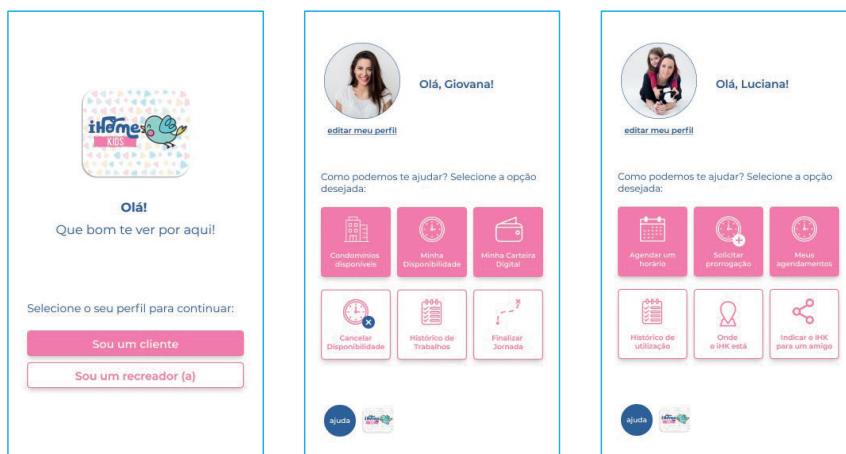 iHome
KIDS
Olá!
Que bom te ver por aqui!
Selecione o seu perfil para continuar:
Sou um cliente
Sou um recreador (a)
Olá, Giovana!
editar meu perfil
Como podemos te ajudar? Selecione a opção
desejada:
Condomínios
disponíveis
Minha
Disponibilidade
Minha Carteira
Digital
Cancelar
Disponibilidade
Histórico de
Trabalhos
Finalizar
Jornada
ajuda
Olá, Luciana!
editar meu perfil
Como podemos te ajudar? Selecione a opção
desejada:
Agendar um
horário
Solicitar
prorrogação
Meus
agendamentos
Histórico de
utilização
Onde
o iHK está
Indicar o IHK
para um amigo
ajuda